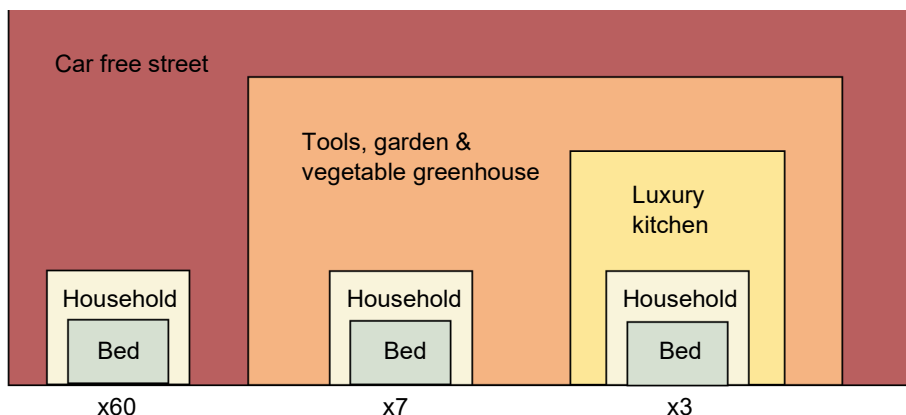 Car free street
Tools, garden &
vegetable greenhouse
Luxury
kitchen
Household
Household
Household
Bed
Bed
Bed
x60
x7
x3